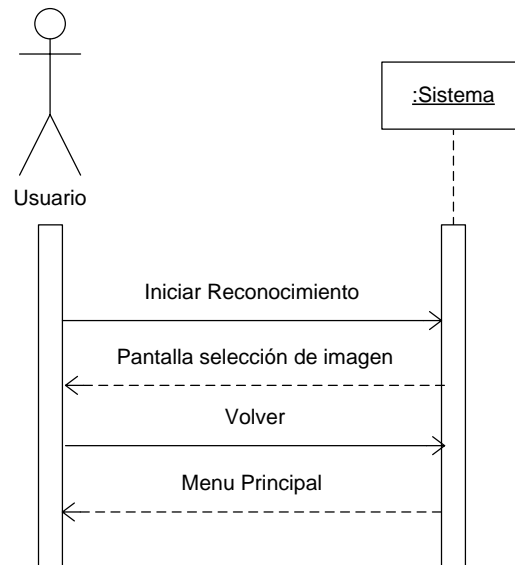 :Sistema
Usuario
Iniciar Reconocimiento
Pantalla selección de imagen
Volver
Menu Principal